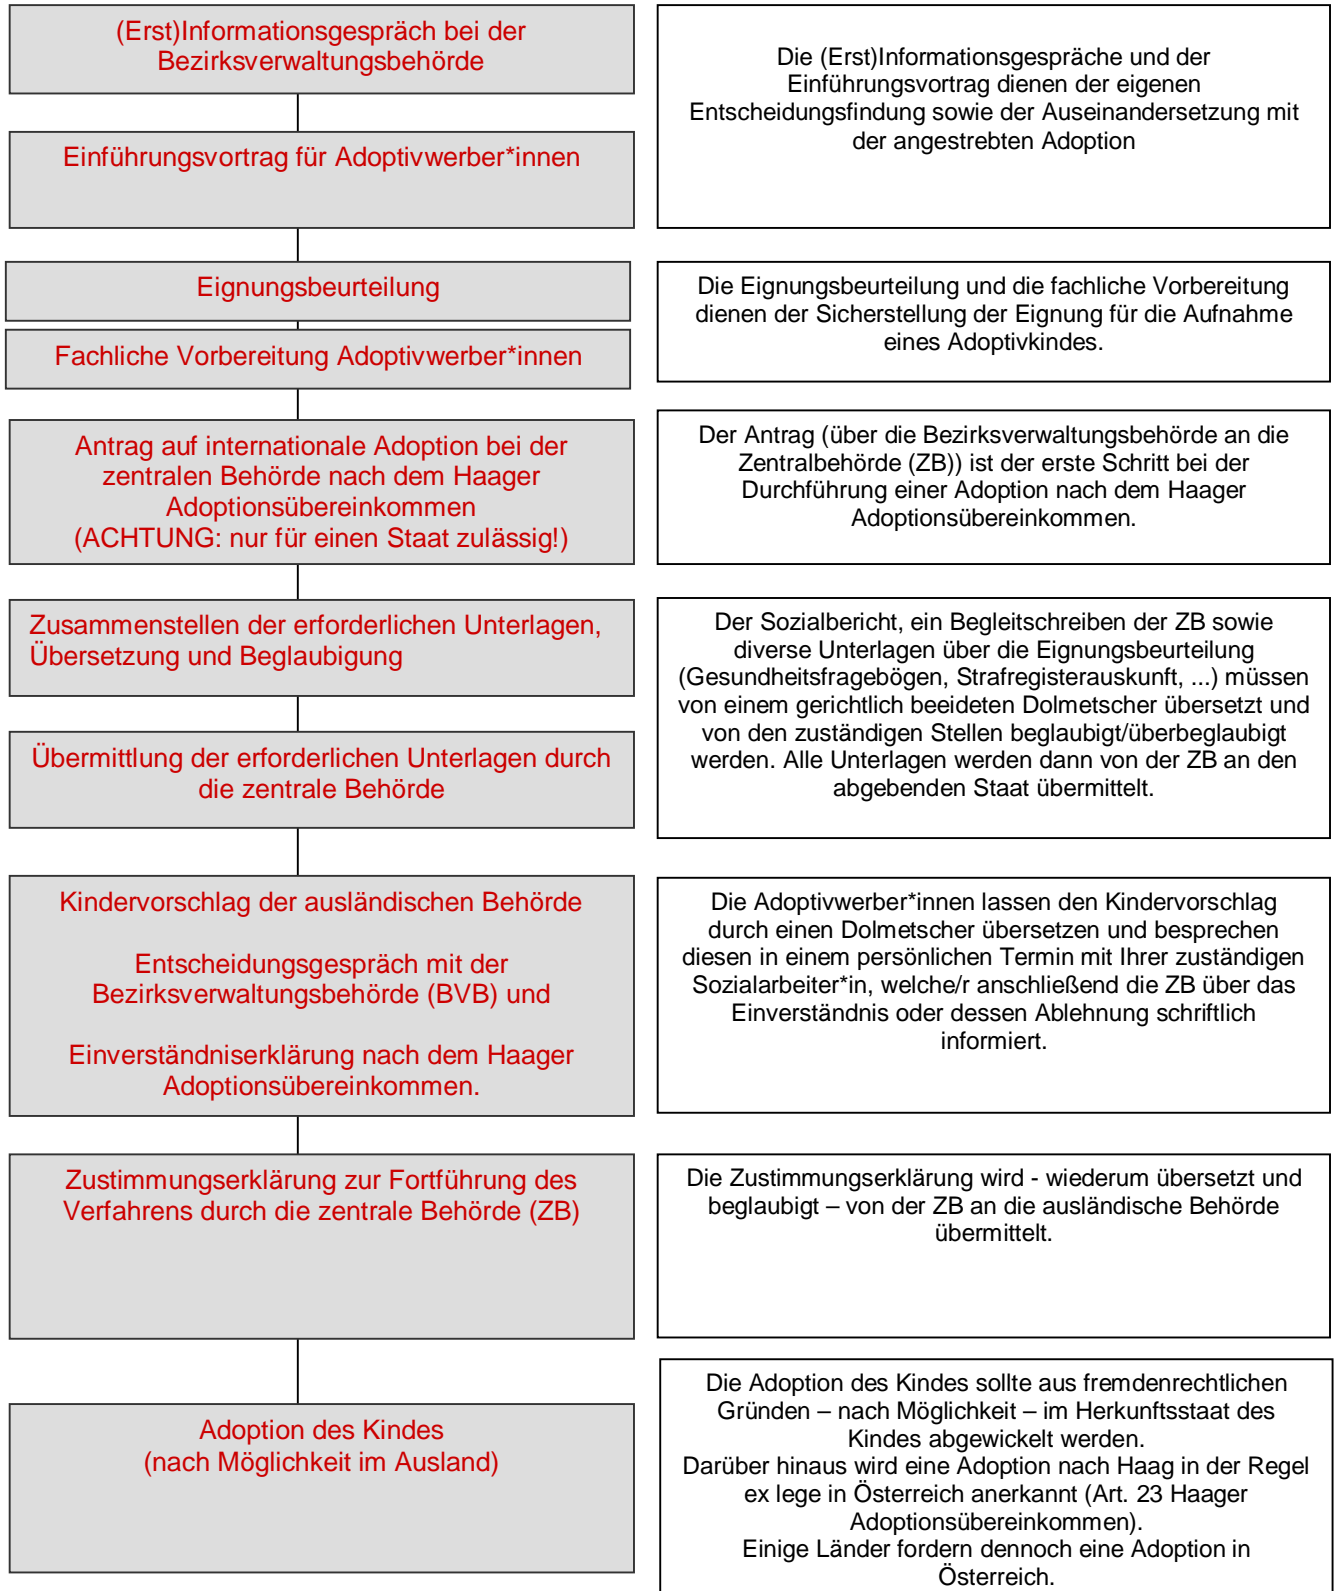 (Erst)Informationsgespräch bei der
Bezirksverwaltungsbehörde
Einführungsvortrag für Adoptivwerber*innen
Die (Erst)Informationsgespräche und der
Einführungsvortrag dienen der eigenen
Entscheidungsfindung sowie der Auseinandersetzung mit
der angestrebten Adoption
Eignungsbeurteilung
Fachliche Vorbereitung Adoptivwerber*innen
Die Eignungsbeurteilung und die fachliche Vorbereitung
dienen der Sicherstellung der Eignung für die Aufnahme
eines Adoptivkindes.
Antrag auf internationale Adoption bei der
zentralen Behörde nach dem Haager
Adoptionsübereinkommen
(ACHTUNG: nur für einen Staat zulässig!)
Der Antrag (über die Bezirksverwaltungsbehörde an die
Zentralbehörde (ZB)) ist der erste Schritt bei der
Durchführung einer Adoption nach dem Haager
Adoptionsübereinkommen.
Zusammenstellen der erforderlichen Unterlagen,
Übersetzung und Beglaubigung
Übermittlung der erforderlichen Unterlagen durch
die zentrale Behörde
Der Sozialbericht, ein Begleitschreiben der ZB sowie
diverse Unterlagen über die Eignungsbeurteilung
(Gesundheitsfragebögen, Strafregisterauskunft, ...) müssen
von einem gerichtlich beeideten Dolmetscher übersetzt und
von den zuständigen Stellen beglaubigt/überbeglaubigt
werden. Alle Unterlagen werden dann von der ZB an den
abgebenden Staat übermittelt.
Kindervorschlag der ausländischen Behörde
Entscheidungsgespräch mit der
Bezirksverwaltungsbehörde (BVB) und
Einverständniserklärung nach dem Haager
Adoptionsübereinkommen.
Die Adoptivwerber*innen lassen den Kindervorschlag
durch einen Dolmetscher übersetzen und besprechen
diesen in einem persönlichen Termin mit Ihrer zuständigen
Sozialarbeiter*in, welche/r anschließend die ZB über das
Einverständnis oder dessen Ablehnung schriftlich
informiert.
Zustimmungserklärung zur Fortführung des
Verfahrens durch die zentrale Behörde (ZB)
Die Zustimmungserklärung wird - wiederum übersetzt und
beglaubigt – von der ZB an die ausländische Behörde
übermittelt.
Adoption des Kindes
(nach Möglichkeit im Ausland)
Die Adoption des Kindes sollte aus fremdenrechtlichen
Gründen – nach Möglichkeit – im Herkunftsstaat des
Kindes abgewickelt werden.
Darüber hinaus wird eine Adoption nach Haag in der Regel
ex lege in Österreich anerkannt (Art. 23 Haager
Adoptionsübereinkommen).
Einige Länder fordern dennoch eine Adoption in
Österreich.